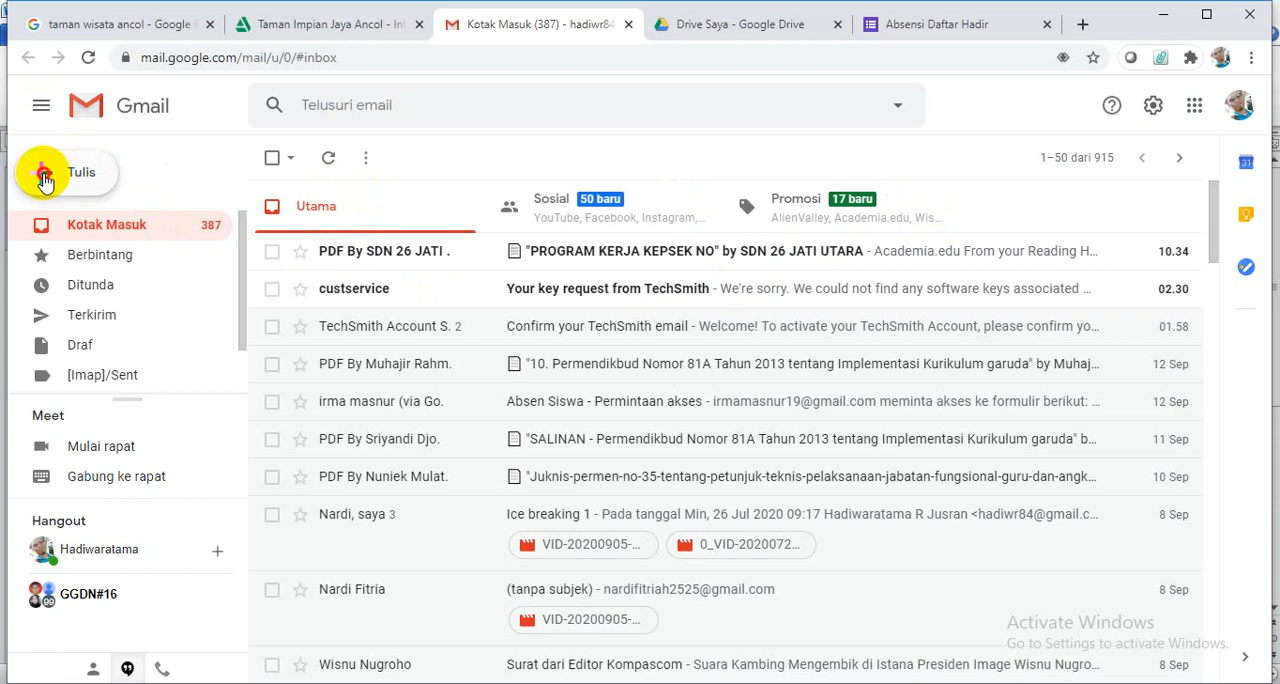 taman wisata ancol - Google P
Taman Impian Jaya Ancol - Inf
Kotak Masuk (387) - hadiwr84
Drive Saya - Google Drive
Absensi Daftar Hadir
mail.google.com/mail/u/0/#inbox
Gmail
Telusuri email
Tulis
1–50 dari 915
Kotak Masuk 387
Berbintang
Ditunda
Terkirim
Draf
[Imap]/Sent
Meet
Mulai rapat
Gabung ke rapat
Hangout
Hadiwaratama
GGDN#16
Utama
Sosial 50 baru
YouTube, Facebook, Instagram,...
Promosi 17 baru
AlienValley, Academia.edu, Wis...
PDF By SDN 26 JATI . "PROGRAM KERJA KEPSEK NO" by SDN 26 JATI UTARA - Academia.edu From your Reading H... 10.34
custservice Your key request from TechSmith - We're sorry. We could not find any software keys associated ... 02.30
TechSmith Account S. 2 Confirm your TechSmith email - Welcome! To activate your TechSmith Account, please confirm yo... 01.58
PDF By Muhajir Rahm. "10. Permendikbud Nomor 81A Tahun 2013 tentang Implementasi Kurikulum garuda" by Muhaj... 12 Sep
irma masnur (via Go. Absen Siswa - Permintaan akses - irmamasnur19@gmail.com meminta akses ke formulir berikut: ... 12 Sep
PDF By Sriyandi Djo. "SALINAN - Permendikbud Nomor 81A Tahun 2013 tentang Implementasi Kurikulum garuda" b... 11 Sep
PDF By Nuniek Mulat. "Juknis-permen-no-35-tentang-petunjuk-teknis-pelaksanaan-jabatan-fungsional-guru-dan-angk... 10 Sep
Nardi, saya 3 Ice breaking 1 - Pada tanggal Min, 26 Jul 2020 09:17 Hadiwaratama R Jusran <hadiwr84@gmail.c... 8 Sep
VID-20200905-... 0_VID-2020072...
Nardi Fitria (tanpa subjek) - nardifitriah2525@gmail.com 8 Sep
VID-20200905-...
Wisnu Nugroho Surat dari Editor Kompascom - Suara Kambing Mengembik di Istana Presiden Image Wisnu Nugro... 8 Sep
Activate Windows
Go to Settings to activate Windows.